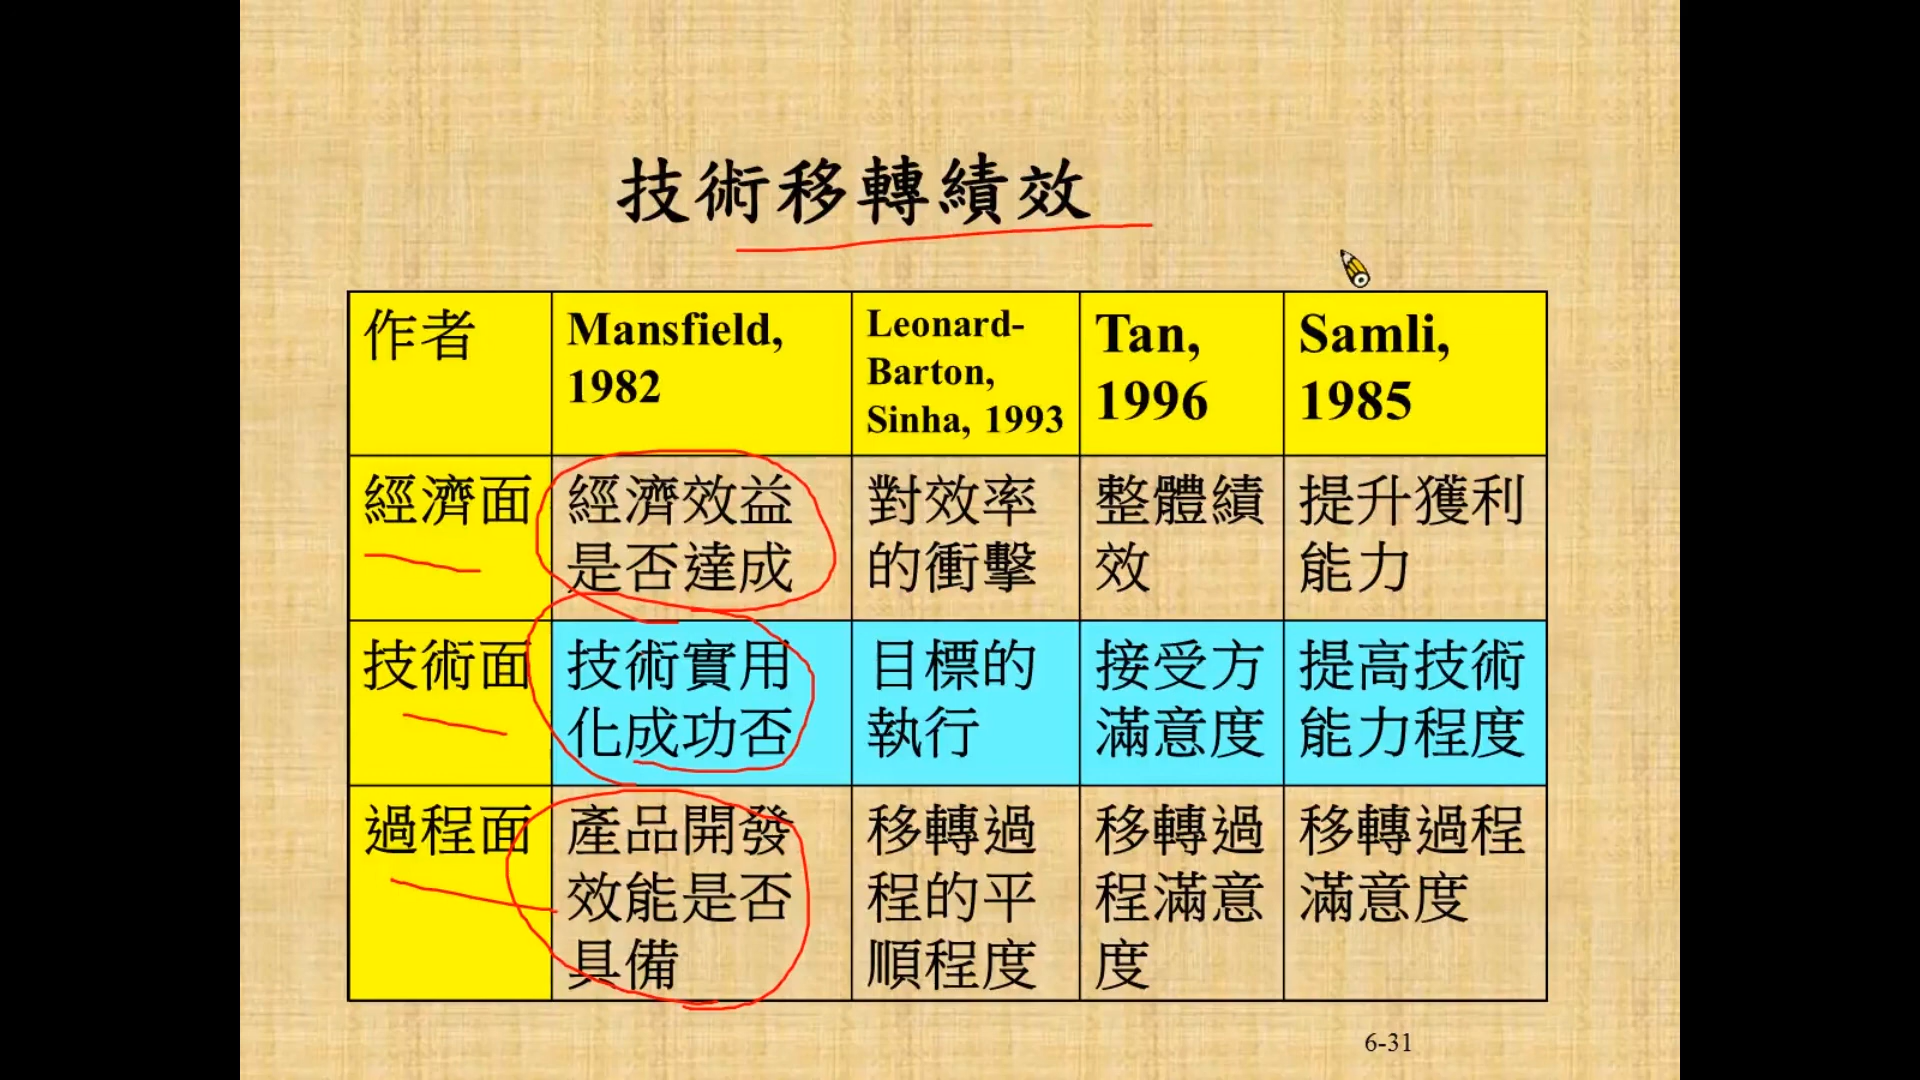 技術移轉績效
作者
Mansfield,
1982
Leonard-
Barton,
Sinha, 1993
Tan,
1996
Samli,
1985
經濟面
經濟效益
是否達成
對效率
的衝擊
整體績
效
提升獲利
能力
技術面
技術實用
化成功否
目標的
執行
接受方
滿意度
提高技術
能力程度
過程面
產品開發
效能是否
具備
移轉過
程的平
順程度
移轉過
程滿意
度
移轉過程
滿意度
6-31